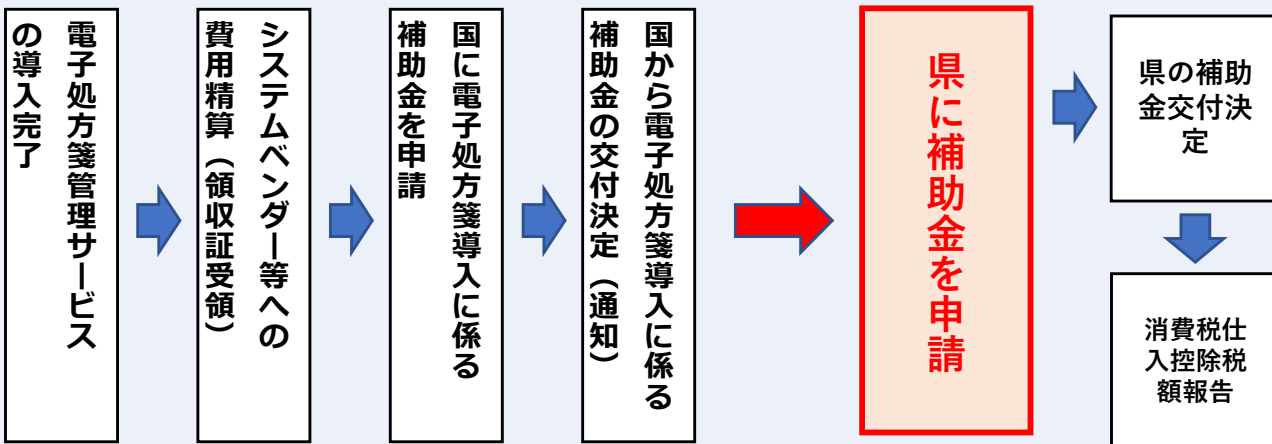 電子処方箋管理サービス
の導入完了
システムベンダー等への
費用精算（領収証受領）
国に電子処方箋導入に係る
補助金を申請
国から電子処方箋導入に係る
補助金の交付決定（通知）
県に補助金を申請
県の補助
金交付決
定
消費税仕
入控除税
額報告